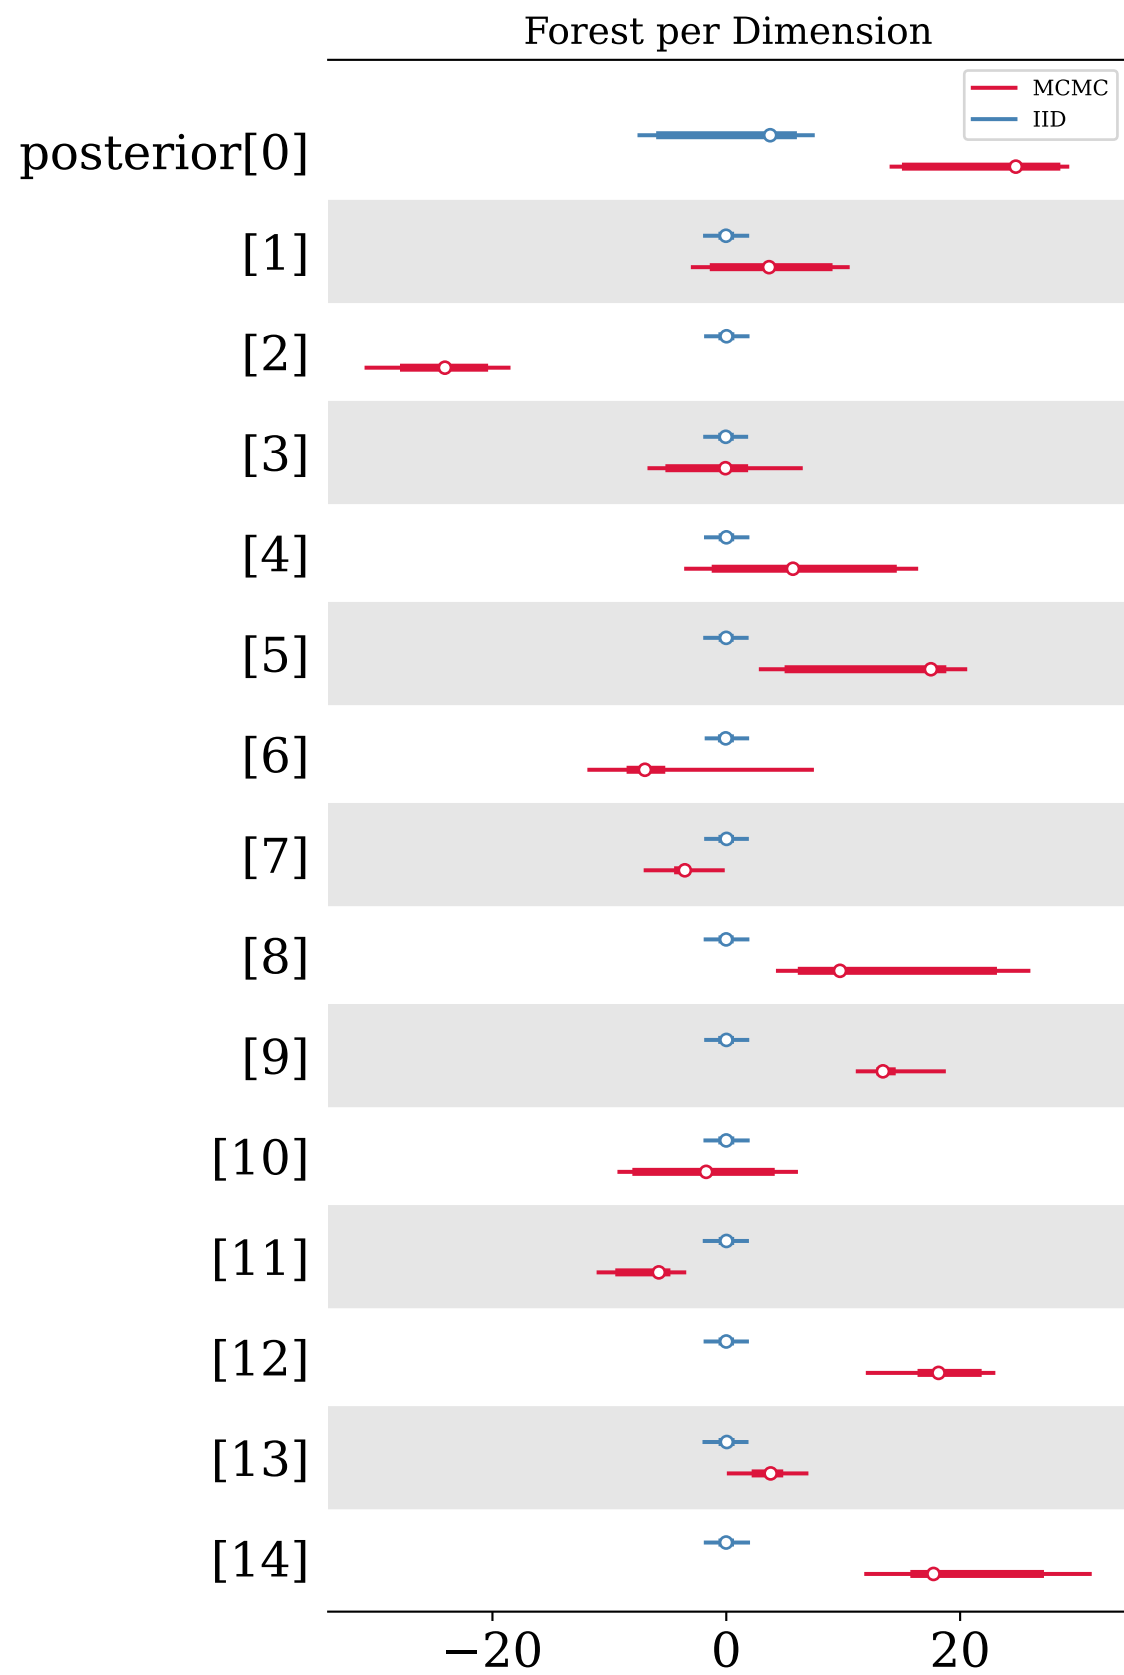 Forest per Dimension
MCMC
IID
posterior[0]
[1]
[2]
[3]
[4]
[5]
[6]
[7]
[8]
[9]
[10]
[11]
[12]
[13]
[14]
−20 0 20